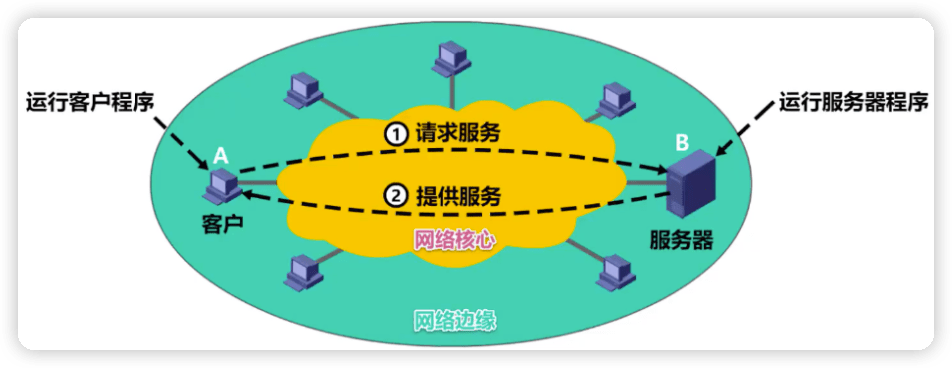 运行客户程序
运行服务器程序
① 请求服务
A
B
② 提供服务
客户
服务器
网络核心
网络边缘